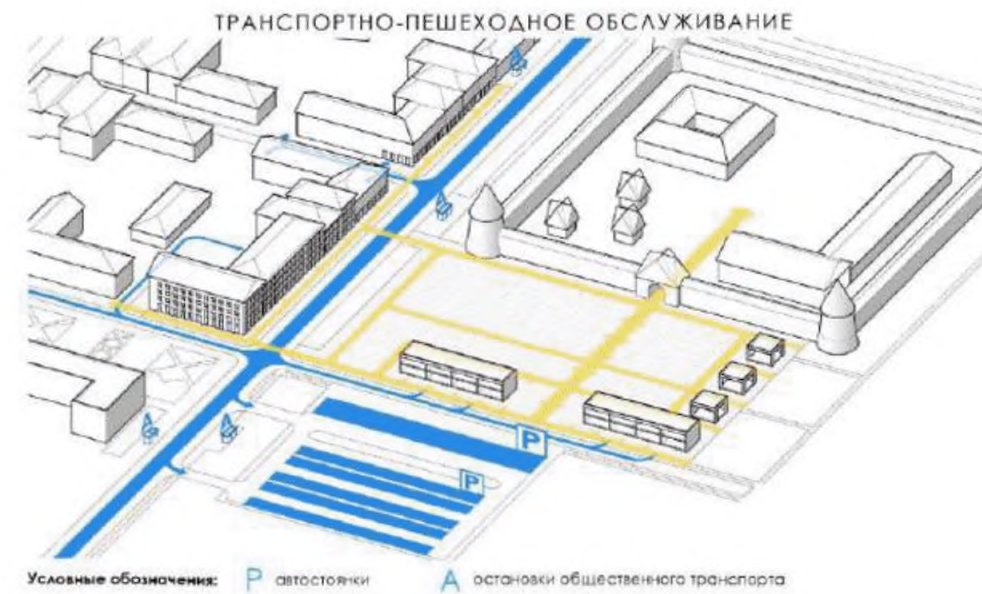 ТРАНСПОРТНО-ПЕШЕХОДНОЕ ОБСЛУЖИВАНИЕ
А
А
А
А
Р
Р
Условные обозначения: Р автостоянки А остановки общественного транспорта